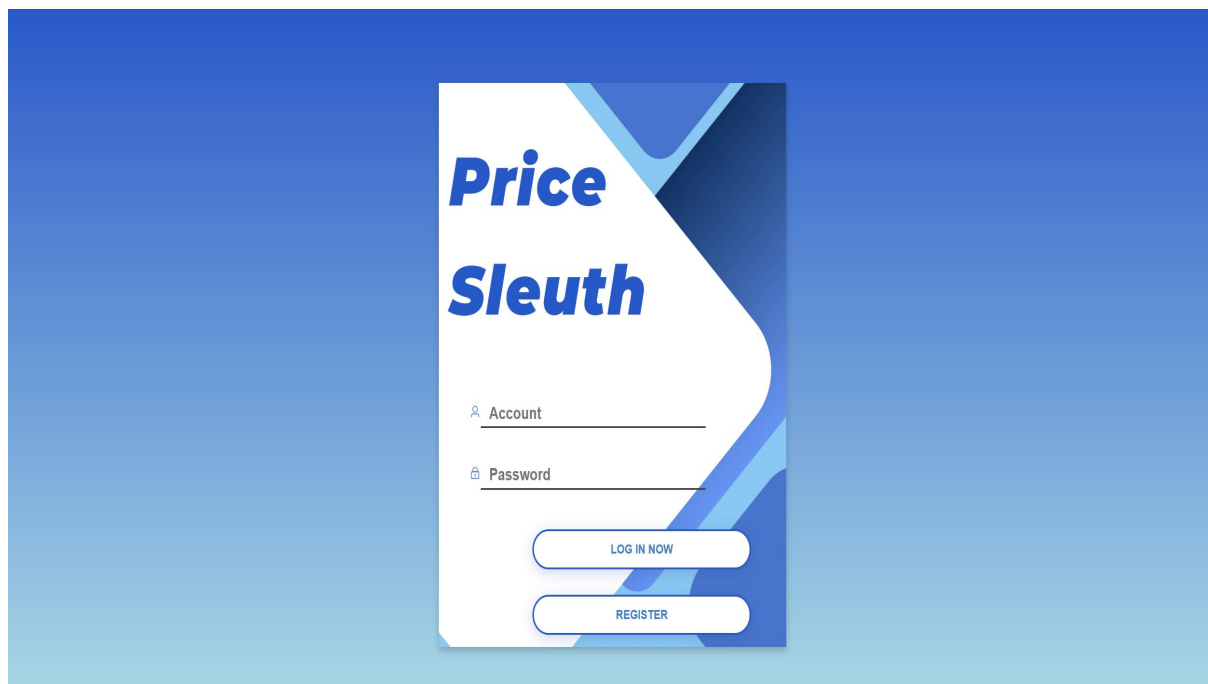 Price
Sleuth
Account
Password
LOG IN NOW
REGISTER